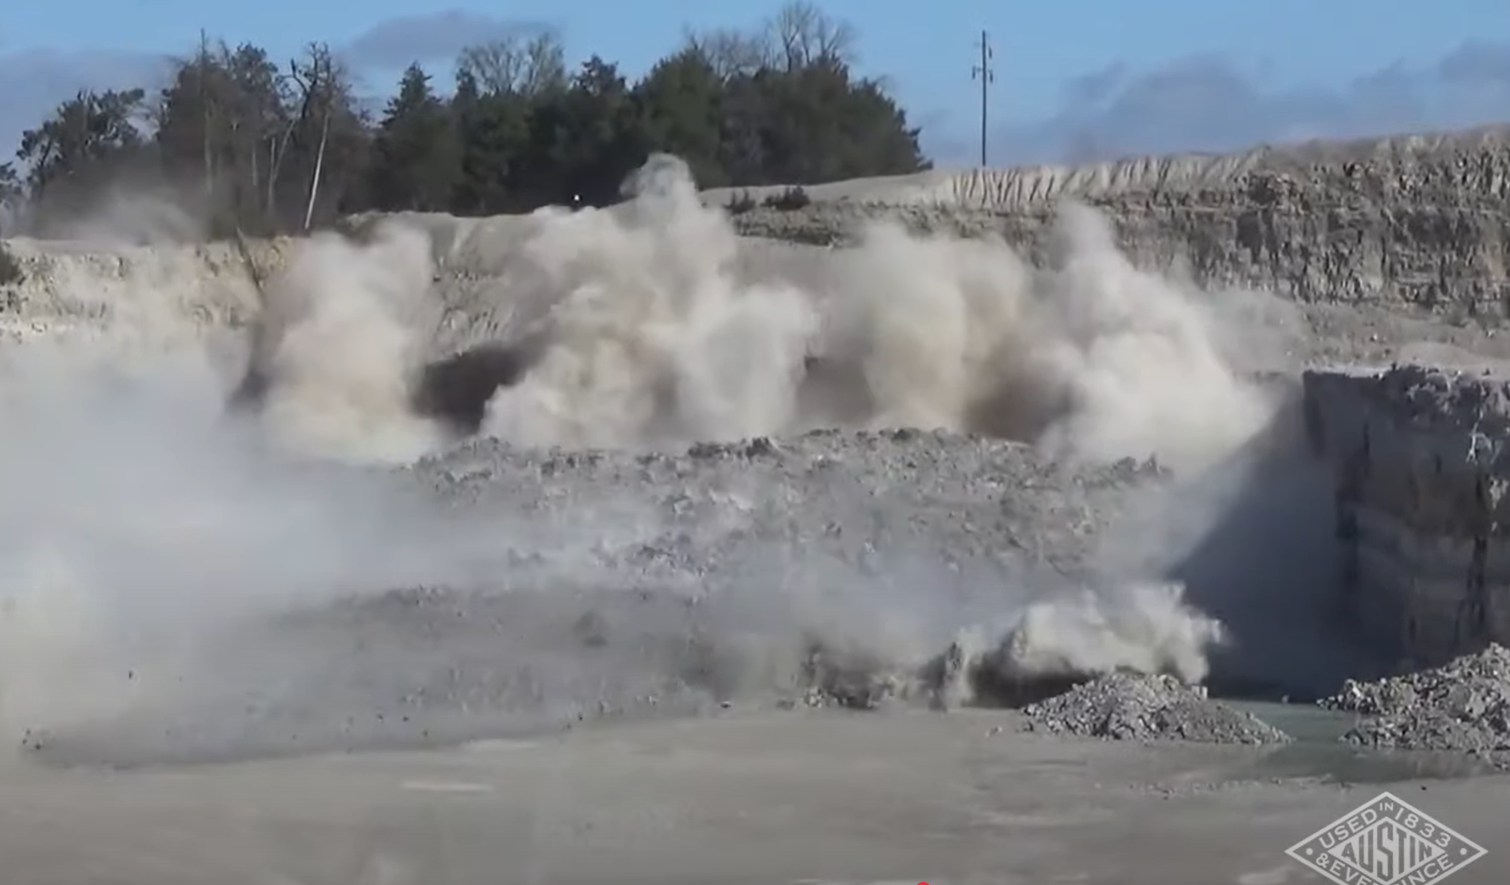 USED IN 1833
AUSTIN
& EVER SINCE